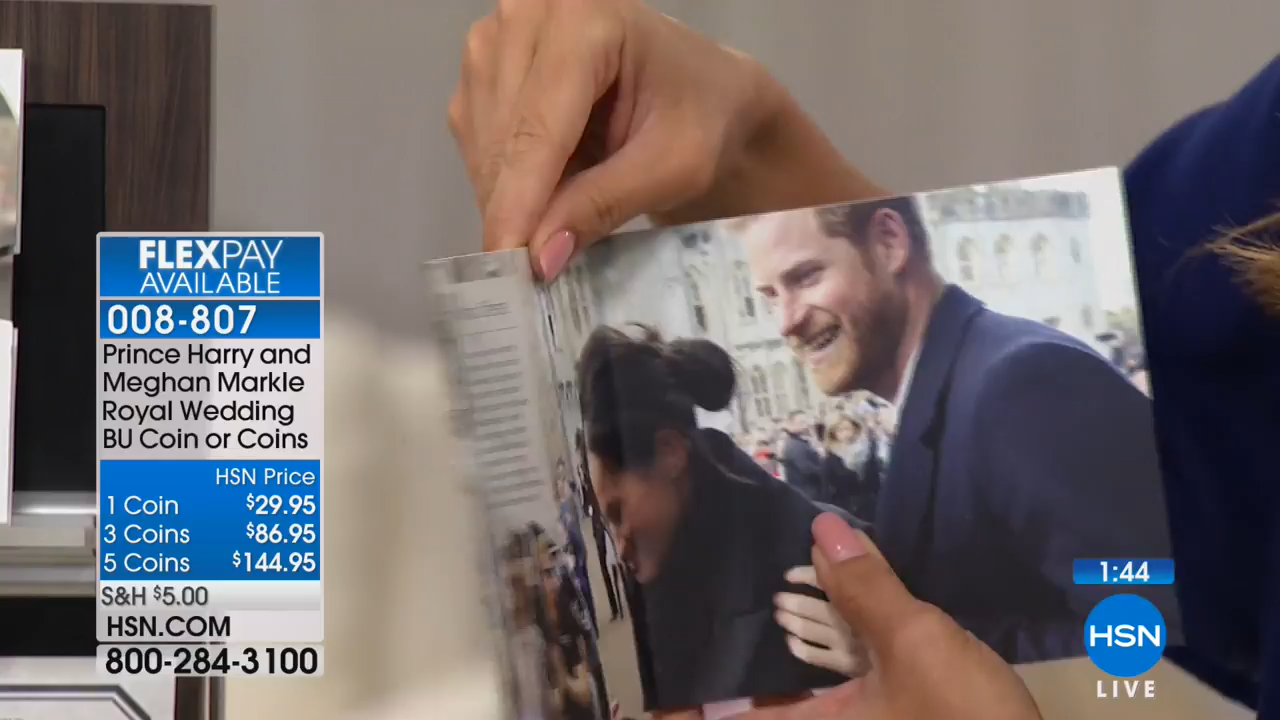 FLEXPAY
AVAILABLE
008-807
Prince Harry and
Meghan Markle
Royal Wedding
BU Coin or Coins
HSN Price
1 Coin $29.95
3 Coins $86.95
5 Coins $144.95
S&H $5.00
HSN.COM
800-284-3100
1:44
HSN
LIVE